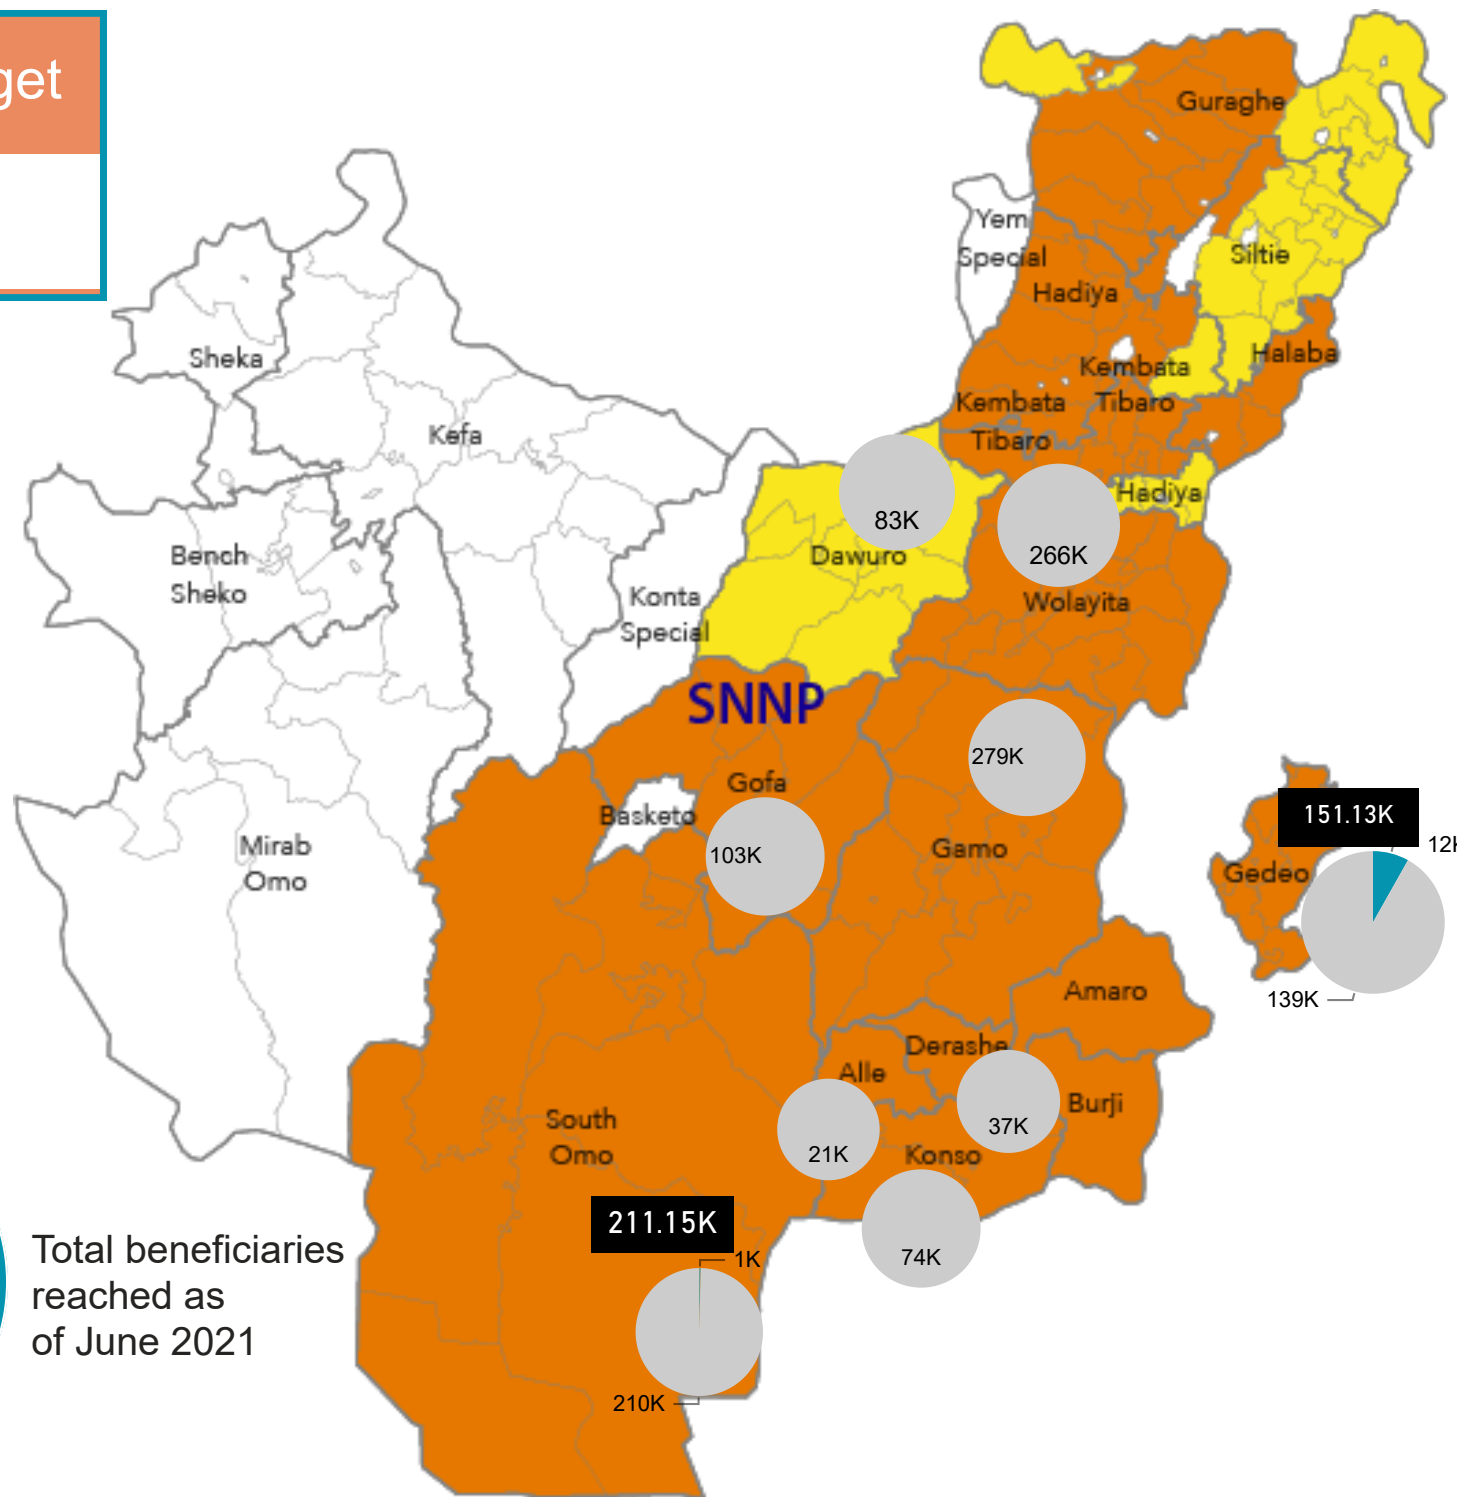 get
Guraghe
Yem
Special
Siltie
Hadiya
Sheka
Halaba
Kembata
Kembata
Tibaro
Tibaro
Kefa
Hadiya
83K
266K
Dawuro
Bench
Sheko
Konta
Special
Wolayita
SNNP
279K
Gofa
Basketo
103K
Gamo
Mirab
Omo
151.13K
12K
Gedeo
139K
Amaro
Derashe
Alle
Burji
South
Omo
37K
21K
Konso
211.15K
1K
74K
210K
Total beneficiaries
reached as
of June 2021